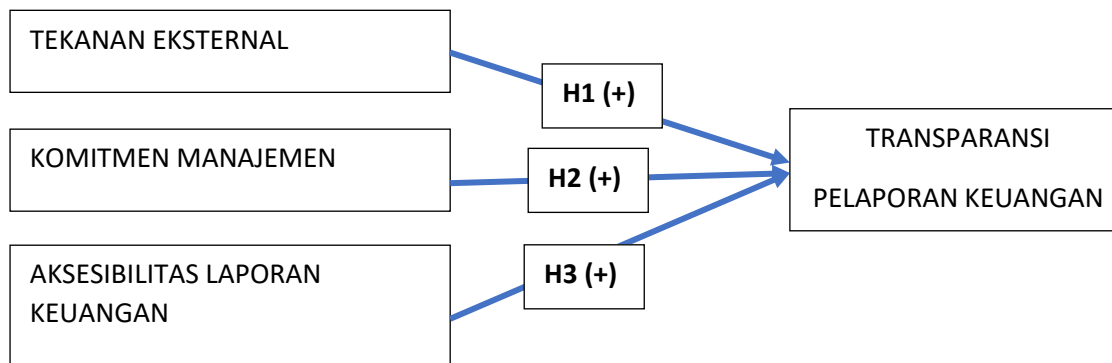 TEKANAN EKSTERNAL
H1 (+)
KOMITMEN MANAJEMEN
H2 (+)
TRANSPARANSI
PELAPORAN KEUANGAN
AKSESIBILITAS LAPORAN
KEUANGAN
H3 (+)